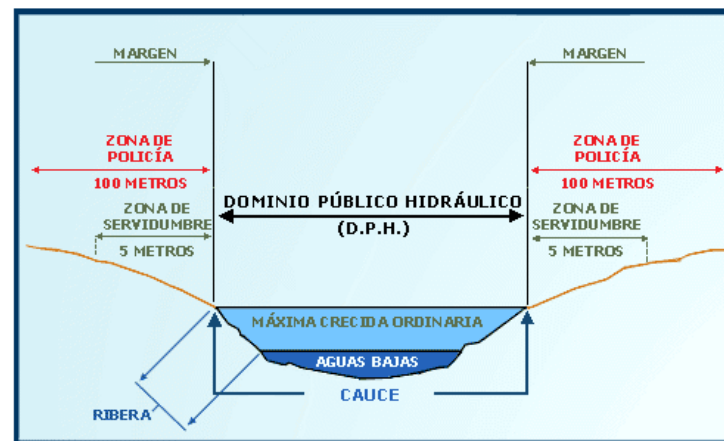 MARGEN
MARGEN
ZONA DE
POLICÍA
100 METROS
ZONA DE
POLICÍA
100 METROS
DOMINIO PÚBLICO HIDRÁULICO
(D.P.H.)
ZONA DE
SERVIDUMBRE
5 METROS
ZONA DE
SERVIDUMBRE
5 METROS
MÁXIMA CRECIDA ORDINARIA
AGUAS BAJAS
CAUCE
RIBERA